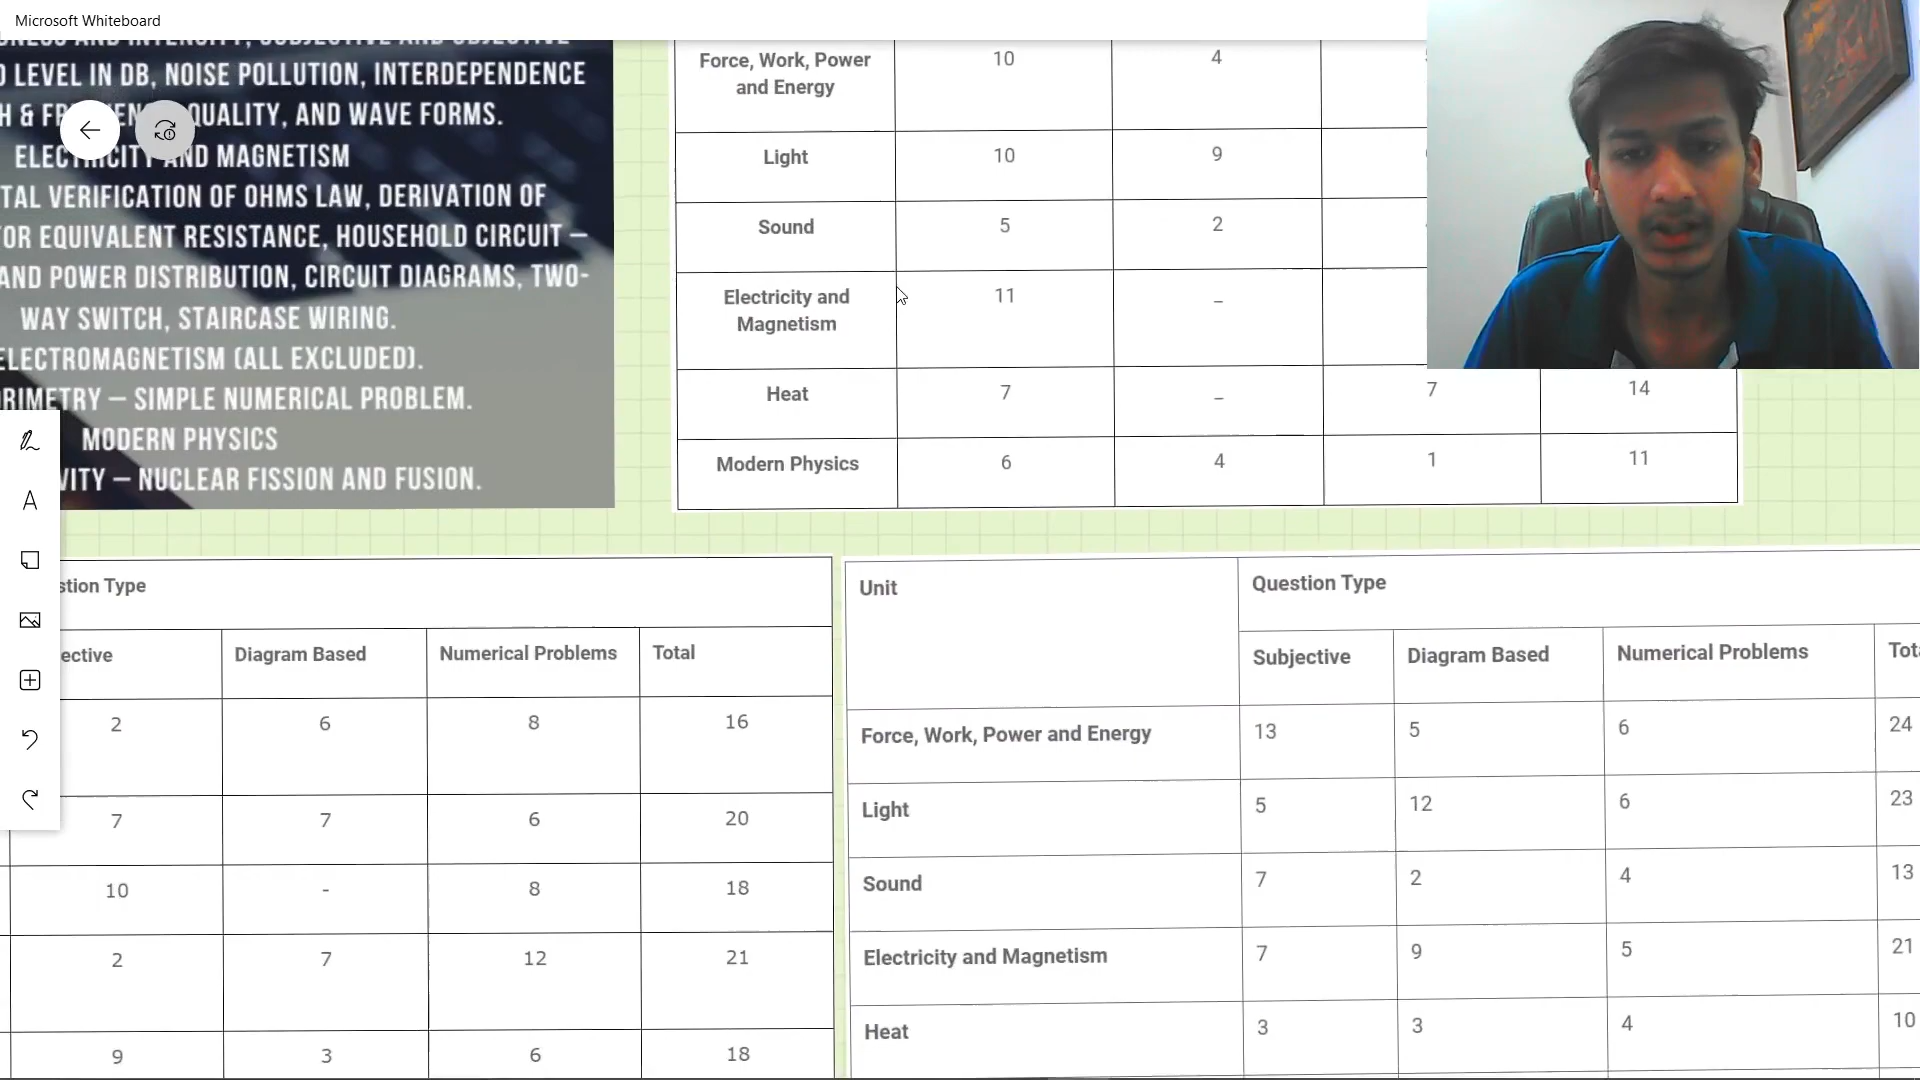 Microsoft Whiteboard
LEVEL IN DB, NOISE POLLUTION, INTERDEPENDENCE
QUALITY, AND WAVE FORMS.
ELECTRICITY AND MAGNETISM
VERIFICATION OF OHMS LAW, DERIVATION OF
EQUIVALENT RESISTANCE, HOUSEHOLD CIRCUIT –
AND POWER DISTRIBUTION, CIRCUIT DIAGRAMS, TWO-
WAY SWITCH, STAIRCASE WIRING.
ELECTROMAGNETISM (ALL EXCLUDED).
– SIMPLE NUMERICAL PROBLEM.
MODERN PHYSICS
– NUCLEAR FISSION AND FUSION.
Force, Work, Power
and Energy
10
4
Light
10
9
Sound
5
2
Electricity and
Magnetism
11
–
Heat
7
–
7
14
Modern Physics
6
4
1
11
stion Type
ective
Diagram Based
Numerical Problems
Total
2
6
8
16
7
7
6
20
10
-
8
18
2
7
12
21
9
3
6
18
Unit
Question Type
Subjective
Diagram Based
Numerical Problems
Force, Work, Power and Energy
13
5
6
24
Light
5
12
6
23
Sound
7
2
4
13
Electricity and Magnetism
7
9
5
21
Heat
3
3
4
10